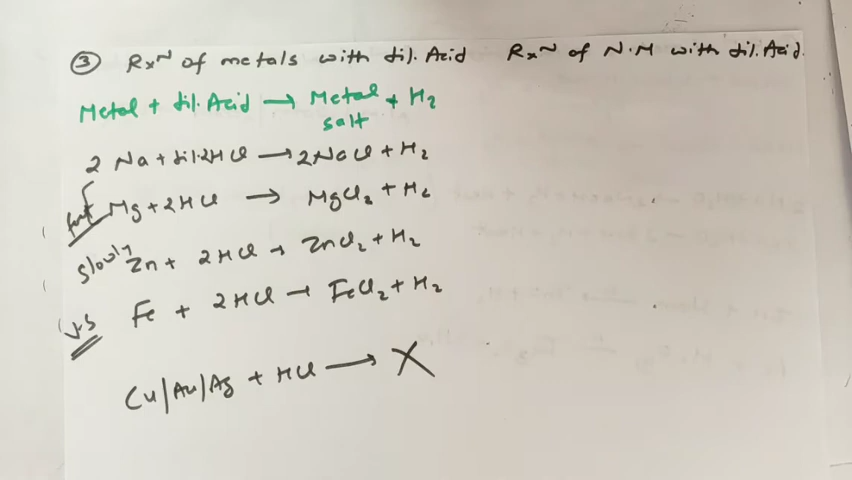 ③ Rxⁿ of metals with dil. Acid Rxⁿ of N.M with dil. Acid.
Metal + dil. Acid → Metal salt + H₂
2 Na + dil. 2HCl → 2NaCl + H₂
fast Mg + 2HCl → MgCl₂ + H₂
slowly Zn + 2HCl → ZnCl₂ + H₂
v.s Fe + 2HCl → FeCl₂ + H₂
Cu/Au/Ag + HCl → X